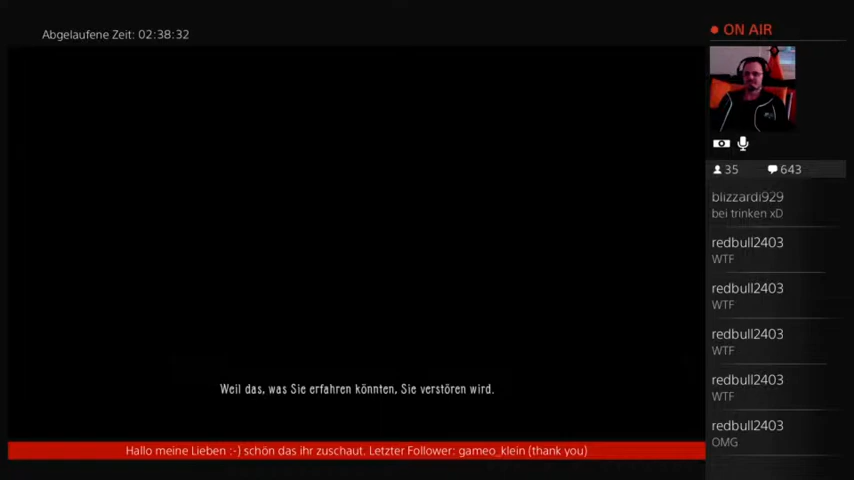 Abgelaufene Zeit: 02:38:32
ON AIR
35 643
blizzardi929
bei trinken xD
redbull2403
WTF
redbull2403
WTF
redbull2403
WTF
redbull2403
WTF
redbull2403
OMG
Weil das, was Sie erfahren könnten, Sie verstören wird.
Hallo meine Lieben :-) schön das ihr zuschaut. Letzter Follower: gameo_klein (thank you)